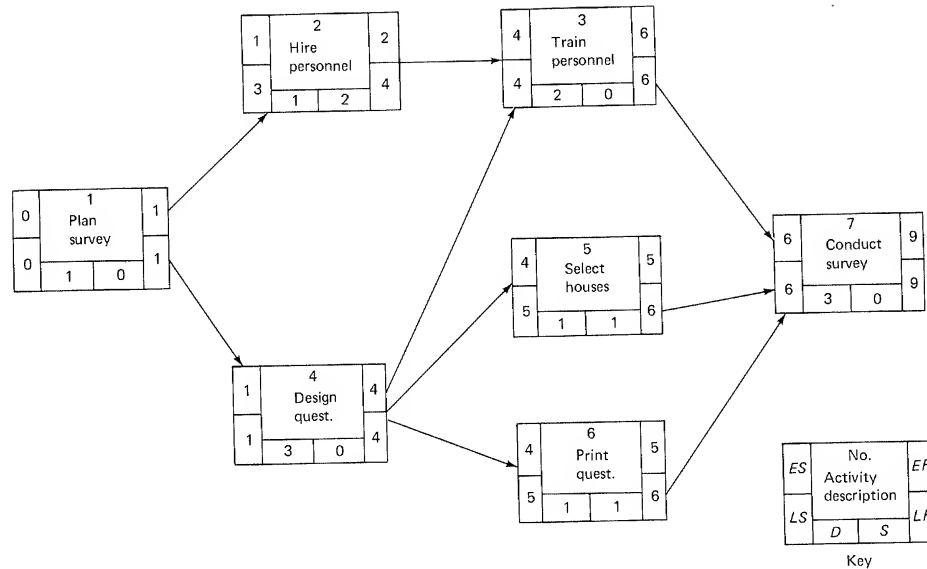 2
1 Hire 2
personnel
3 1 2 4
3
4 Train 6
personnel
4 2 0 6
1
0 Plan 1
survey
0 1 0 1
5
4 Select 5
houses
5 1 1 6
7
6 Conduct 9
survey
6 3 0 9
4
1 Design 4
quest.
1 3 0 4
6
4 Print 5
quest.
5 1 1 6
No.
ES Activity
description
LS D S
Key